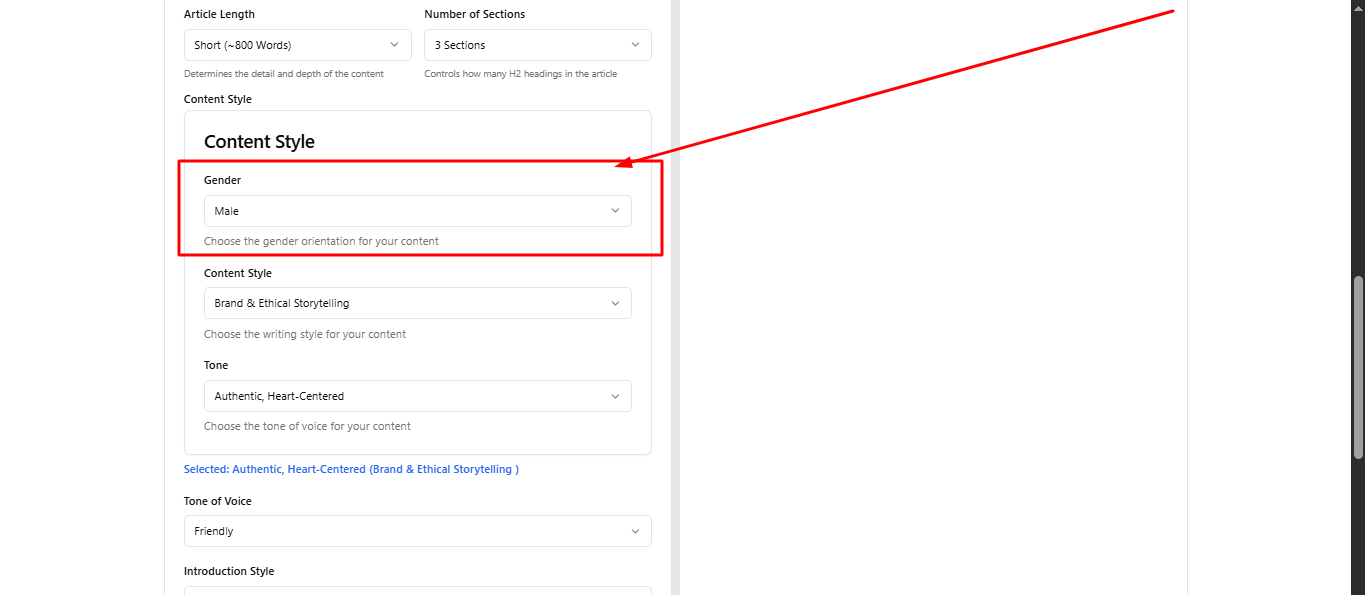 Article Length
Number of Sections
Short (~800 Words)
3 Sections
Determines the detail and depth of the content
Controls how many H2 headings in the article
Content Style
Content Style
Gender
Male
Choose the gender orientation for your content
Content Style
Brand & Ethical Storytelling
Choose the writing style for your content
Tone
Authentic, Heart-Centered
Choose the tone of voice for your content
Selected: Authentic, Heart-Centered (Brand & Ethical Storytelling )
Tone of Voice
Friendly
Introduction Style